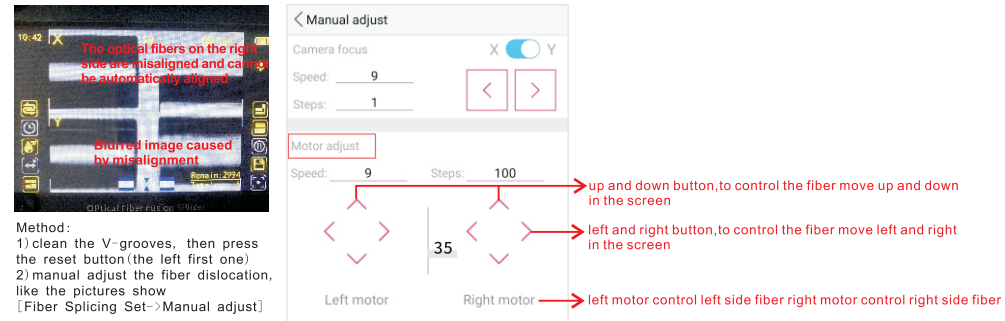 10:42
X
The optical fibers on the right
side are misaligned and cannot
be automatically aligned
Y
Blurred image caused
by misalignment
Remain:2994
Optical Fiber Fusion Splicer
Method:
1)clean the V-grooves, then press
the reset button(the left first one)
2)manual adjust the fiber dislocation,
like the pictures show
[Fiber Splicing Set->Manual adjust]
Manual adjust
Camera focus X Y
Speed: 9
Steps: 1
Motor adjust
Speed: 9 Steps: 100
35
Left motor Right motor
up and down button,to control the fiber move up and down
in the screen
left and right button,to control the fiber move left and right
in the screen
left motor control left side fiber right motor control right side fiber